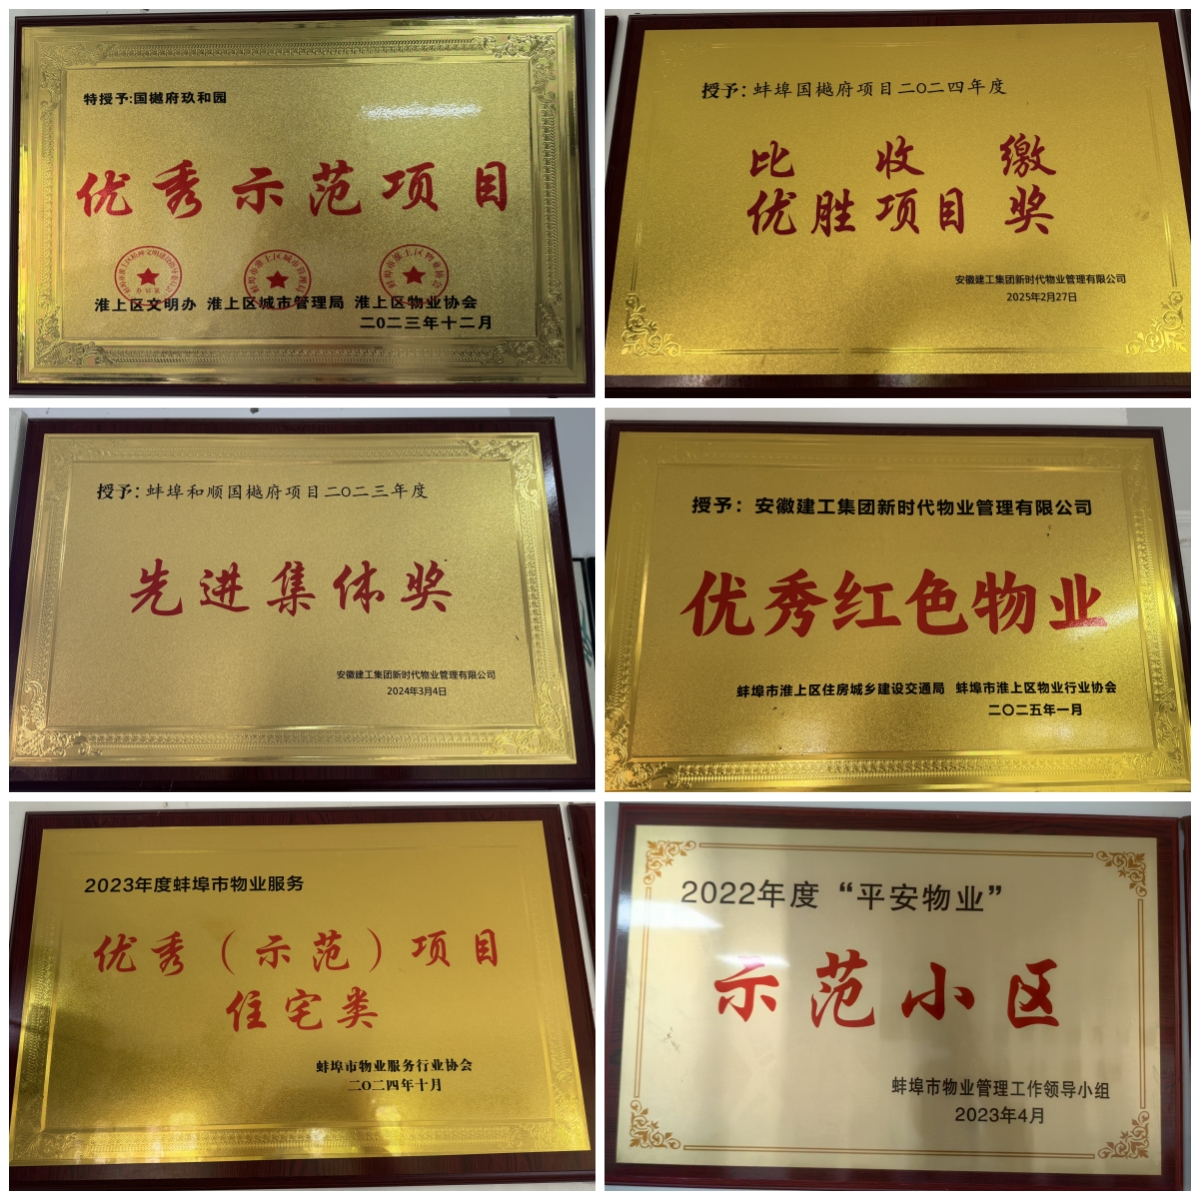 特授予:国樾府玖和园
优秀示范项目
淮上区文明办 淮上区城市管理局 淮上区物业协会
二〇二三年十二月
授予:蚌埠国樾府项目二〇二四年度
比 收 缴
优胜项目 奖
安徽建工集团新时代物业管理有限公司
2025年2月27日
授予:蚌埠和顺国樾府项目二〇二三年度
先进集体奖
安徽建工集团新时代物业管理有限公司
2024年3月4日
授予：安徽建工集团新时代物业管理有限公司
优秀红色物业
蚌埠市淮上区住房城乡建设交通局 蚌埠市淮上区物业行业协会
二〇二五年一月
2023年度蚌埠市物业服务
优秀（示范）项目
住宅类
蚌埠市物业服务行业协会
二〇二四年十月
2022年度“平安物业”
示范小区
蚌埠市物业管理工作领导小组
2023年4月